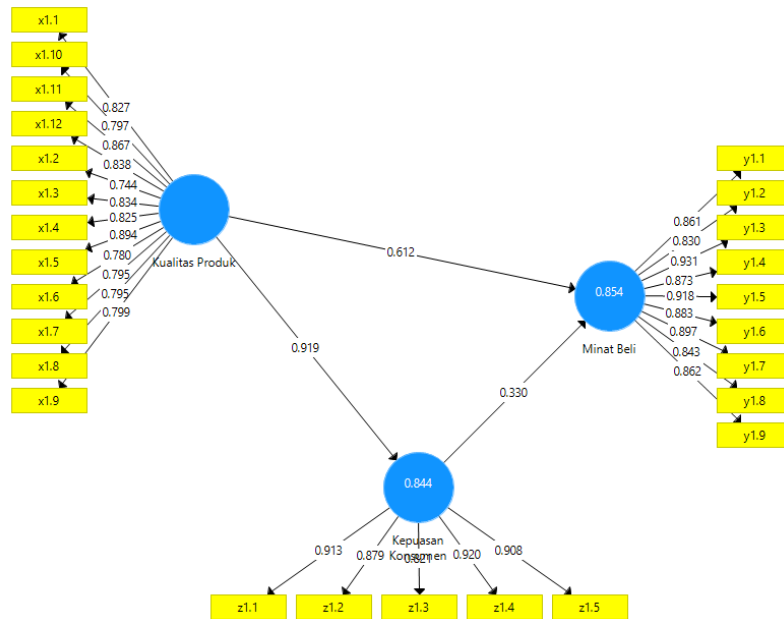 x1.1
x1.10
x1.11
x1.12
x1.2
x1.3
x1.4
x1.5
x1.6
x1.7
x1.8
x1.9
0.827
0.797
0.867
0.838
0.744
0.834
0.825
0.894
0.780
0.795
0.795
0.799
Kualitas Produk
0.612
0.919
0.330
0.854
Minat Beli
0.861
0.830
0.931
0.873
0.918
0.883
0.897
0.843
0.862
y1.1
y1.2
y1.3
y1.4
y1.5
y1.6
y1.7
y1.8
y1.9
0.844
Kepuasan
Konsumen
0.913
0.879
0.821
0.920
0.908
z1.1
z1.2
z1.3
z1.4
z1.5